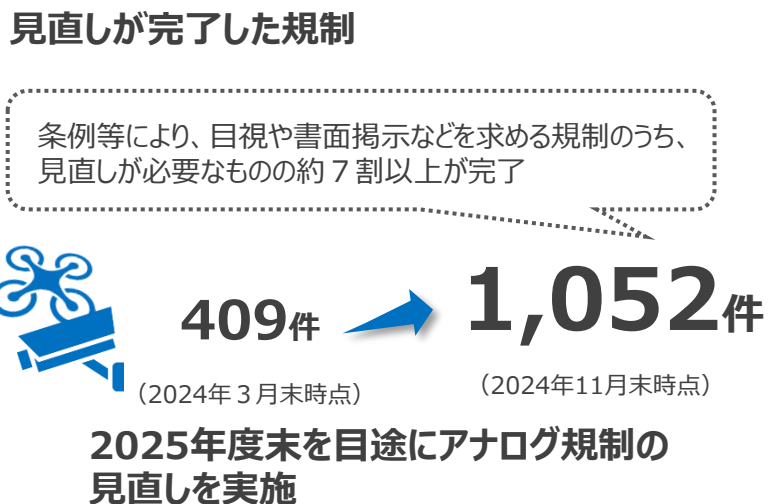 見直しが完了した規制
条例等により、目視や書面掲示などを求める規制のうち、
見直しが必要なものの約７割以上が完了
409件
1,052件
（2024年３月末時点）
（2024年11月末時点）
2025年度末を目途にアナログ規制の
見直しを実施